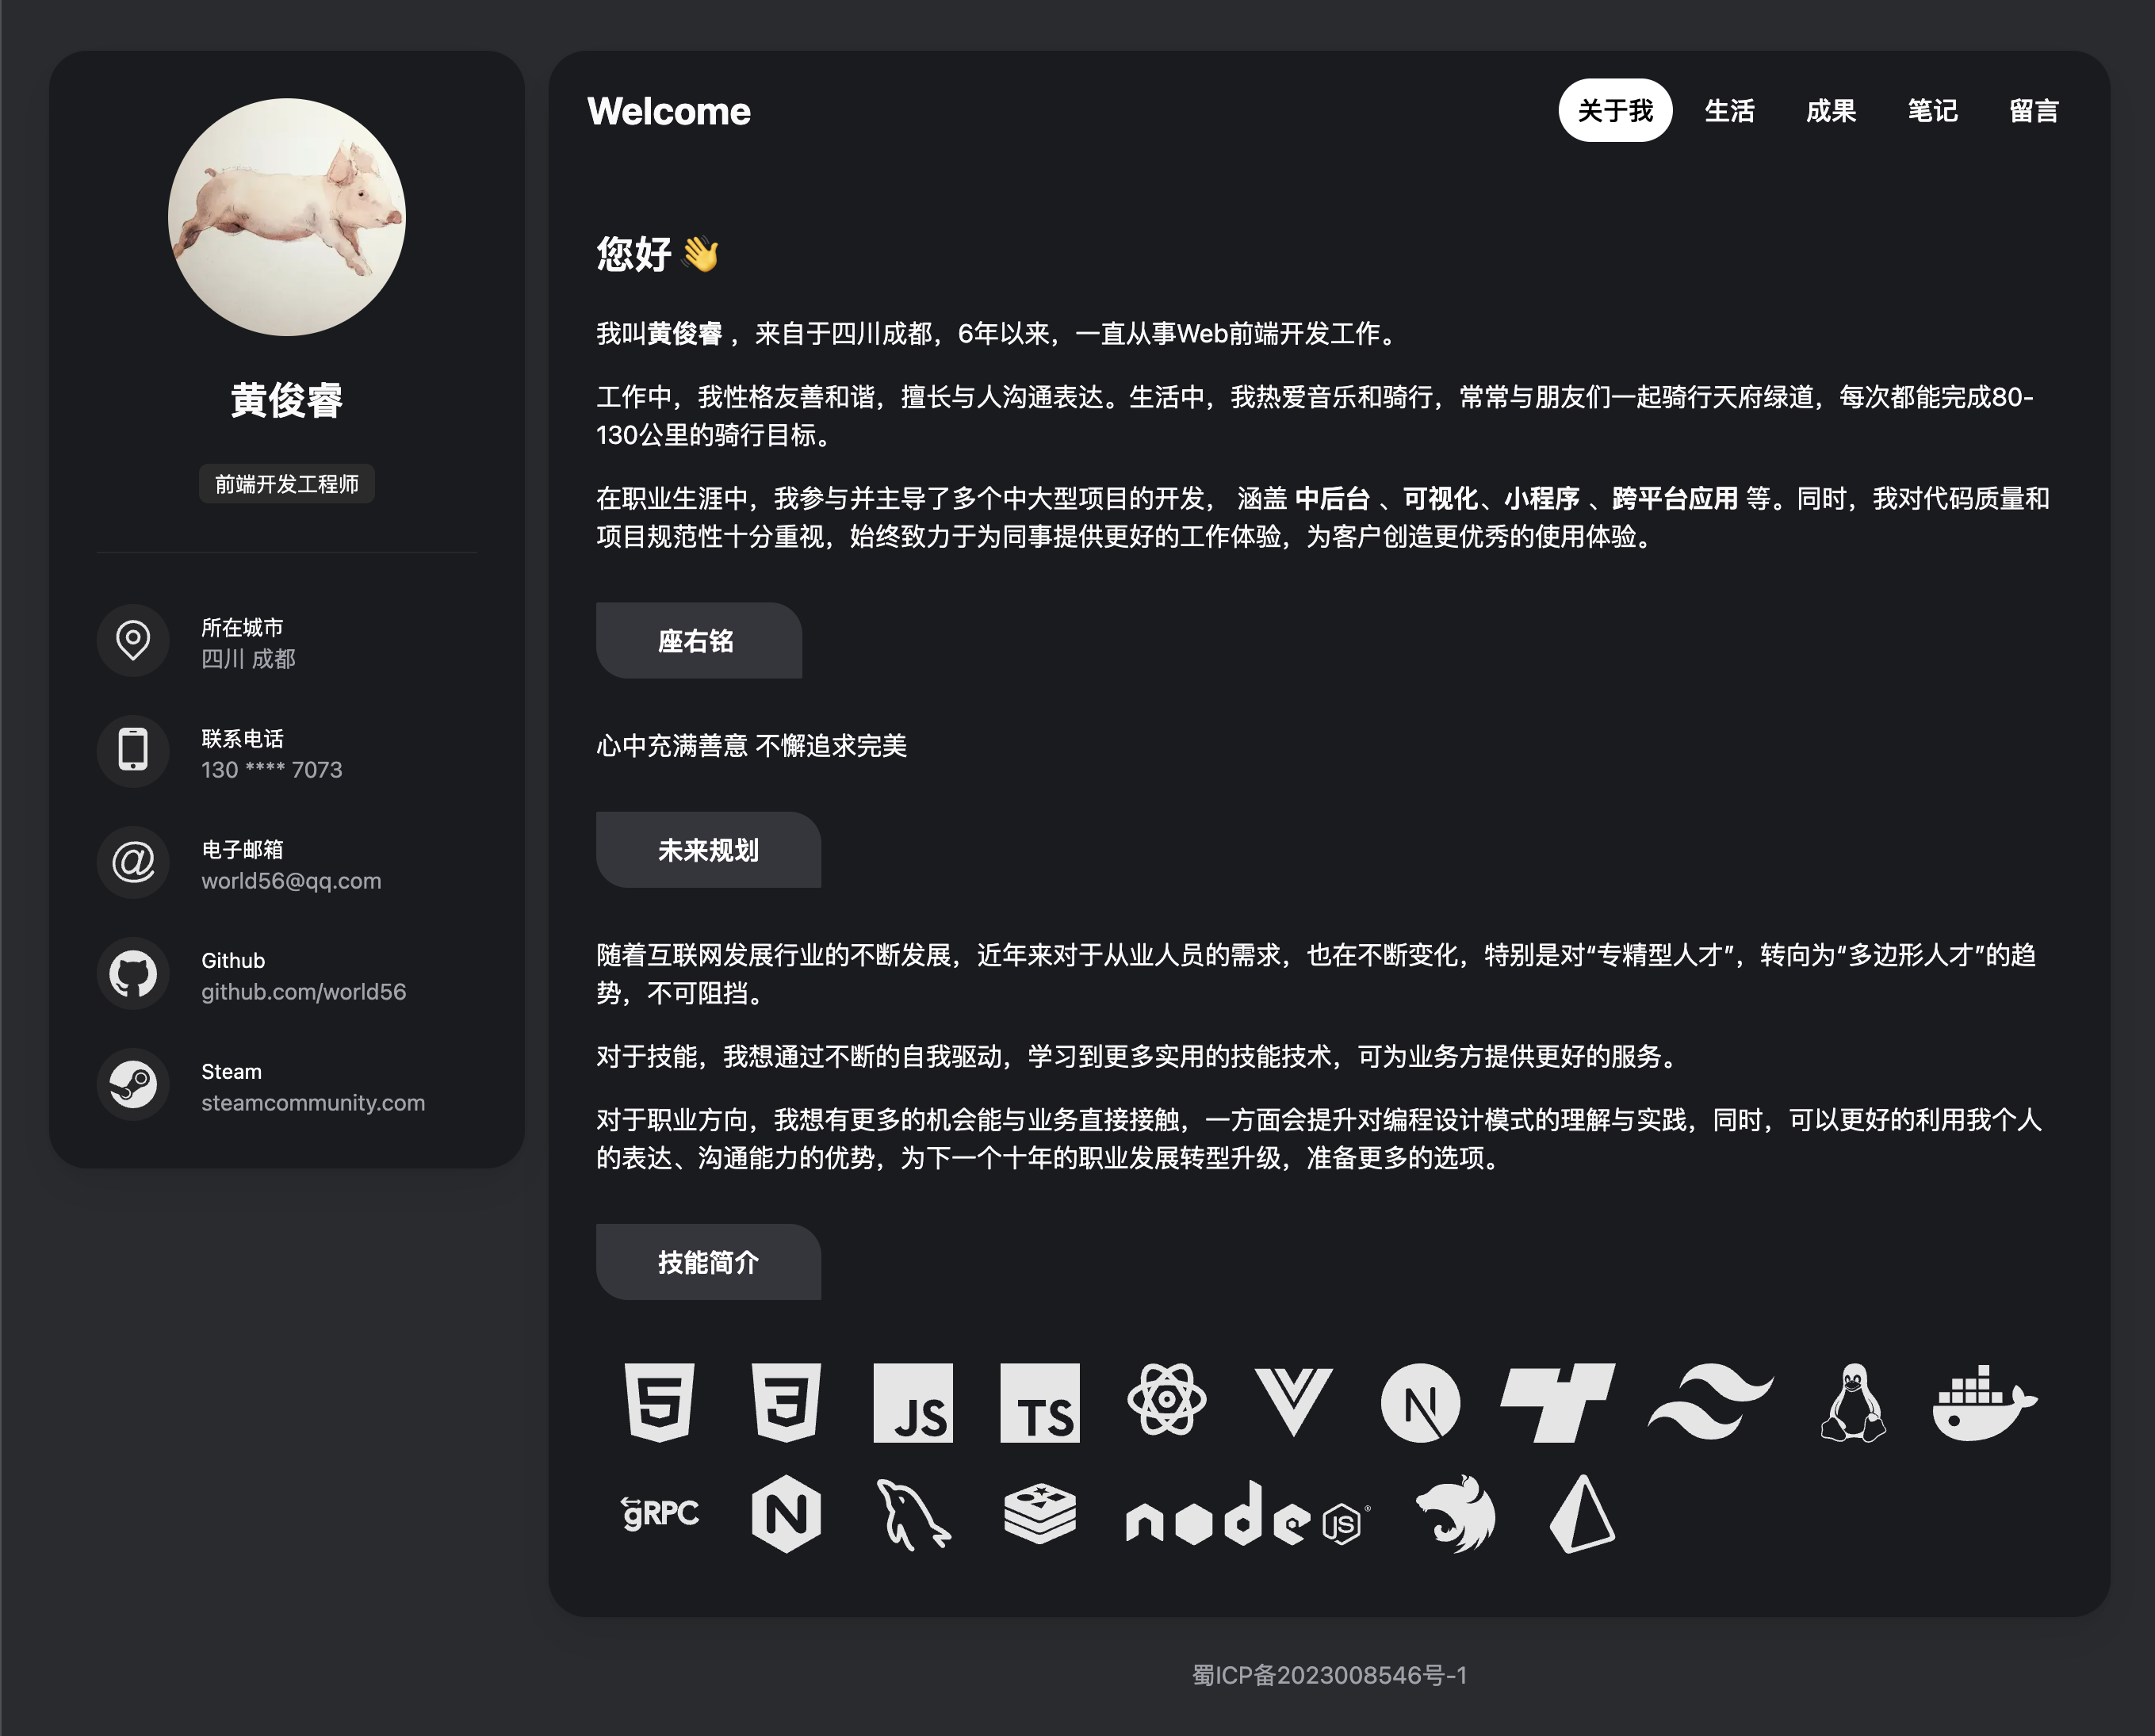 黄俊睿
前端开发工程师
所在城市
四川 成都
联系电话
130 **** 7073
电子邮箱
world56@qq.com
Github
github.com/world56
Steam
steamcommunity.com
Welcome
关于我 生活 成果 笔记 留言
您好 👋
我叫黄俊睿 ，来自于四川成都，6年以来，一直从事Web前端开发工作。
工作中，我性格友善和谐，擅长与人沟通表达。生活中，我热爱音乐和骑行，常常与朋友们一起骑行天府绿道，每次都能完成80-
130公里的骑行目标。
在职业生涯中，我参与并主导了多个中大型项目的开发， 涵盖 中后台 、可视化、小程序 、跨平台应用 等。同时，我对代码质量和
项目规范性十分重视，始终致力于为同事提供更好的工作体验，为客户创造更优秀的使用体验。
座右铭
心中充满善意 不懈追求完美
未来规划
随着互联网发展行业的不断发展，近年来对于从业人员的需求，也在不断变化，特别是对“专精型人才”，转向为“多边形人才”的趋
势，不可阻挡。
对于技能，我想通过不断的自我驱动，学习到更多实用的技能技术，可为业务方提供更好的服务。
对于职业方向，我想有更多的机会能与业务直接接触，一方面会提升对编程设计模式的理解与实践，同时，可以更好的利用我个人
的表达、沟通能力的优势，为下一个十年的职业发展转型升级，准备更多的选项。
技能简介
5 3 JS TS N
gRPC N node JS ®
蜀ICP备2023008546号-1